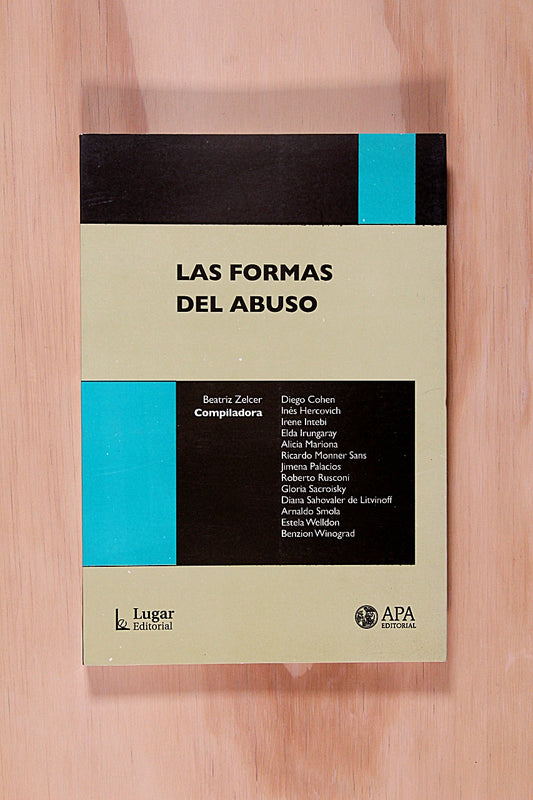 LAS FORMAS
DEL ABUSO
Beatriz Zelcer
Compiladora
Diego Cohen
Inés Hercovich
Irene Intebi
Elda Irungaray
Alicia Mariona
Ricardo Monner Sans
Jimena Palacios
Roberto Rusconi
Gloria Sacroisky
Diana Sahovaler de Litvinoff
Arnaldo Smola
Estela Welldon
Benzion Winograd
Lugar
Editorial
APA
EDITORIAL